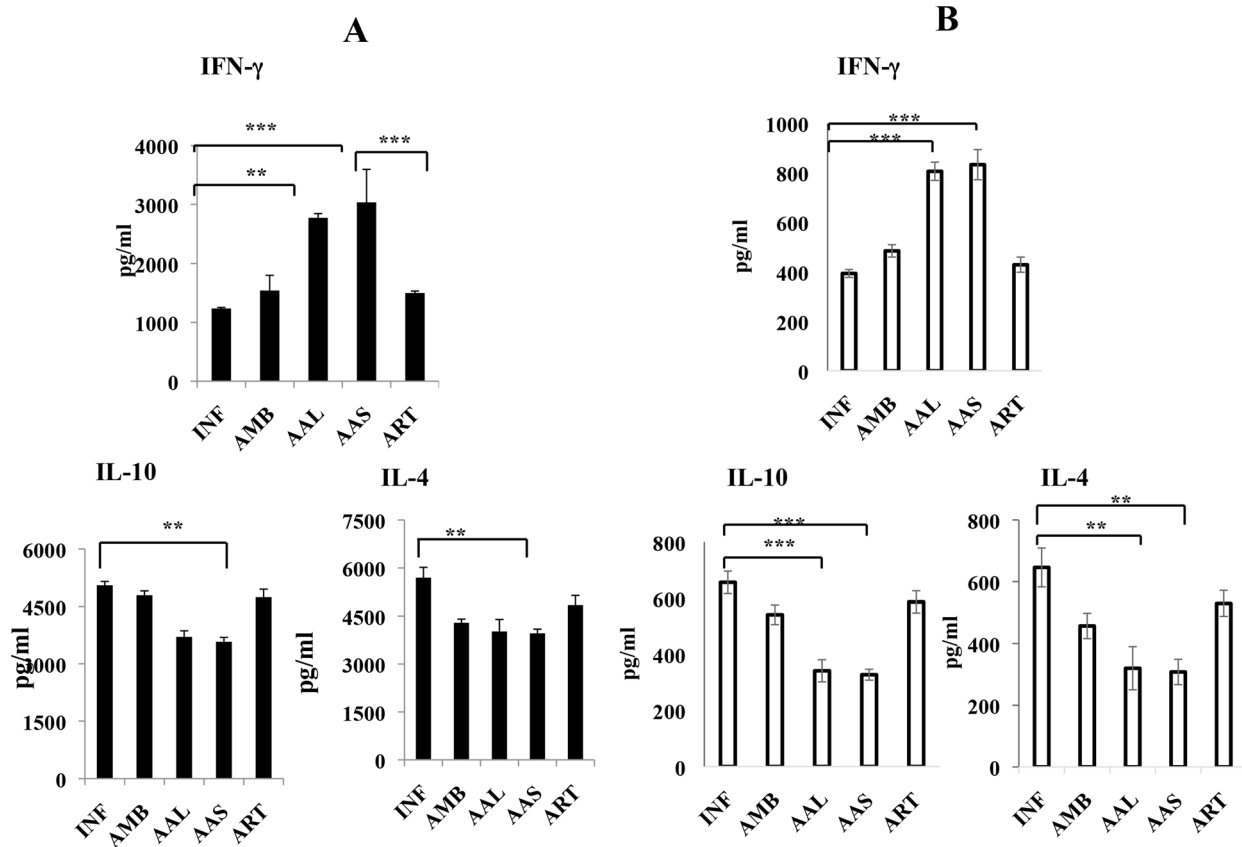 A
IFN-γ
***
***
**
4000
3000
2000
1000
0
pg/ml
INF
AMB
AAL
AAS
ART
B
IFN-γ
***
***
1000
800
600
400
200
0
pg/ml
INF
AMB
AAL
AAS
ART
IL-10
**
6000
4500
3000
1500
0
pg/ml
INF
AMB
AAL
AAS
ART
IL-4
**
7500
6000
4500
3000
1500
0
pg/ml
INF
AMB
AAL
AAS
ART
IL-10
***
***
800
600
400
200
0
pg/ml
INF
AMB
AAL
AAS
ART
IL-4
**
**
800
600
400
200
0
pg/ml
INF
AMB
AAL
AAS
ART